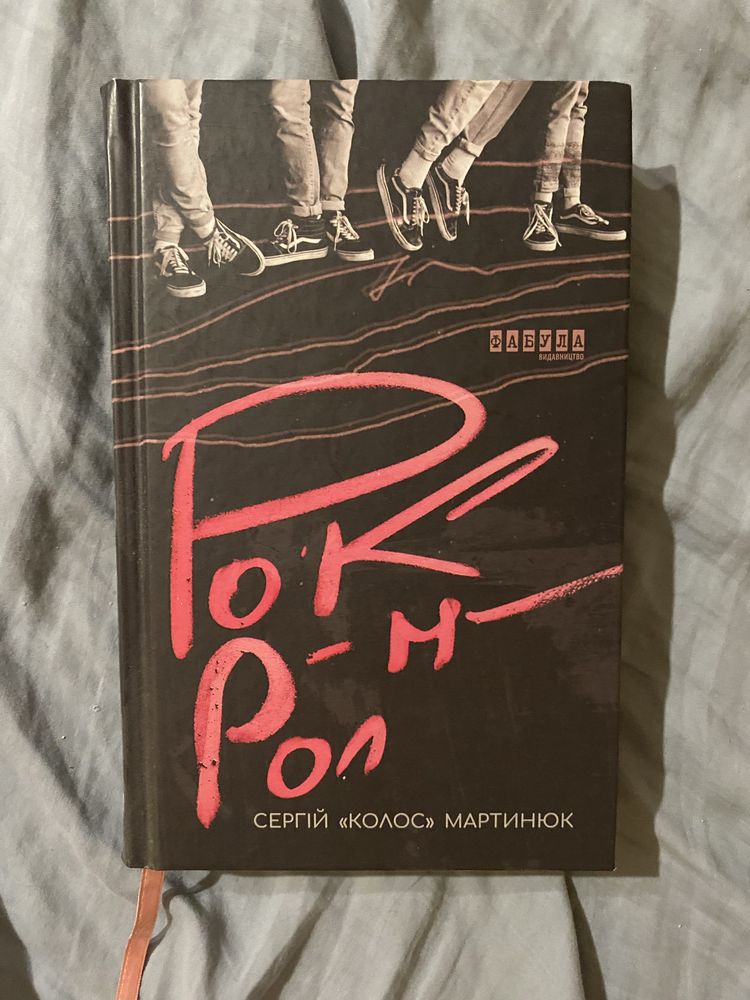 ФАБУЛА
ВИДАВНИЦТВО
Рок
-н-
Рол
СЕРГІЙ «КОЛОС» МАРТИНЮК